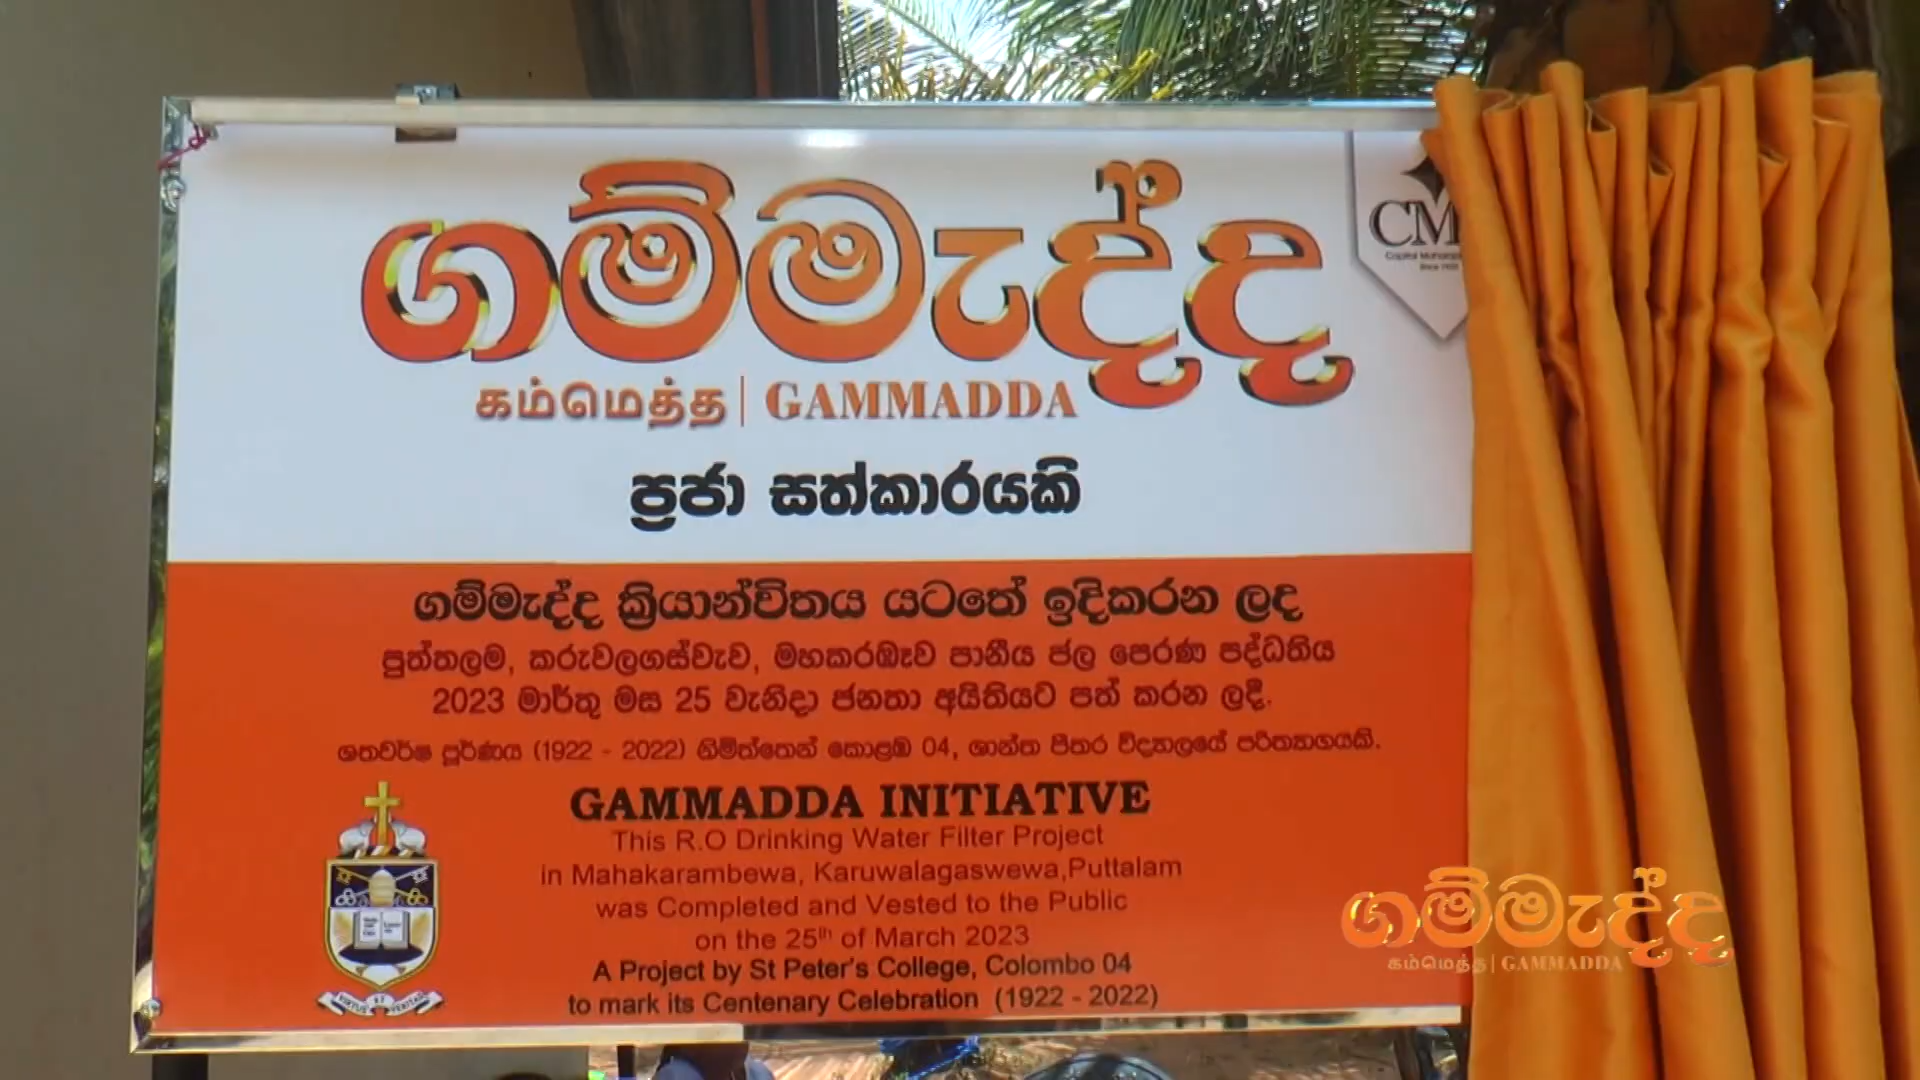 ගම්මැද්ද
கம்மெத்த | GAMMADDA
ප්‍රජා සත්කාරයකි
CM
ගම්මැද්ද ක්‍රියාන්විතය යටතේ ඉදිකරන ලද
පුත්තලම, කරුවලගස්වැව, මහකරඹෑව පානීය ජල පෙරණ පද්ධතිය
2023 මාර්තු මස 25 වැනිදා ජනතා අයිතියට පත් කරන ලදී.
ශතවර්ෂ පූර්ණය (1922 - 2022) නිමිත්තෙන් කොළඹ 04, ශාන්ත පීතර විද්‍යාලයේ පරිත්‍යාගයකි.
GAMMADDA INITIATIVE
This R.O Drinking Water Filter Project
in Mahakarambewa, Karuwalagaswewa,Puttalam
was Completed and Vested to the Public
on the 25th of March 2023
A Project by St Peter's College, Colombo 04
to mark its Centenary Celebration (1922 - 2022)
VIRTUS ET VERITAS
ගම්මැද්ද
கம்மெத்த | GAMMADDA